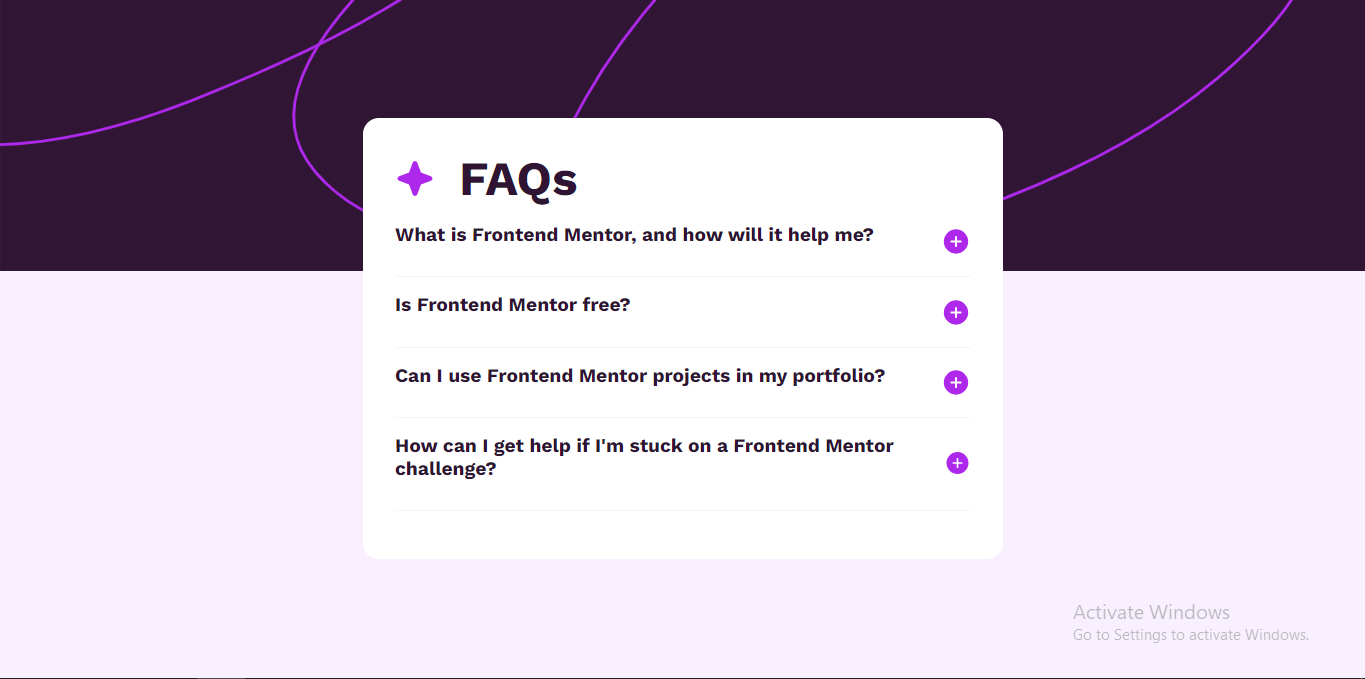 FAQs
What is Frontend Mentor, and how will it help me?
Is Frontend Mentor free?
Can I use Frontend Mentor projects in my portfolio?
How can I get help if I'm stuck on a Frontend Mentor
challenge?
Activate Windows
Go to Settings to activate Windows.